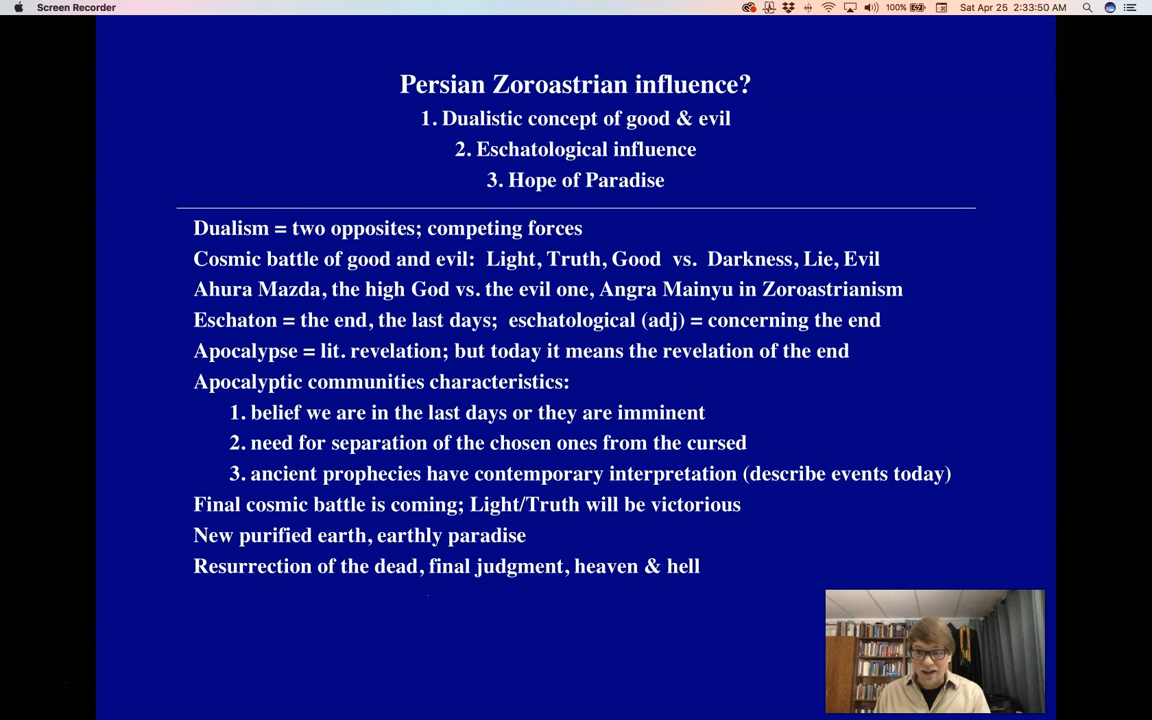 Screen Recorder
100%
Sat Apr 25 2:33:50 AM
Persian Zoroastrian influence?
1. Dualistic concept of good & evil
2. Eschatological influence
3. Hope of Paradise
Dualism = two opposites; competing forces
Cosmic battle of good and evil: Light, Truth, Good vs. Darkness, Lie, Evil
Ahura Mazda, the high God vs. the evil one, Angra Mainyu in Zoroastrianism
Eschaton = the end, the last days; eschatological (adj) = concerning the end
Apocalypse = lit. revelation; but today it means the revelation of the end
Apocalyptic communities characteristics:
1. belief we are in the last days or they are imminent
2. need for separation of the chosen ones from the cursed
3. ancient prophecies have contemporary interpretation (describe events today)
Final cosmic battle is coming; Light/Truth will be victorious
New purified earth, earthly paradise
Resurrection of the dead, final judgment, heaven & hell